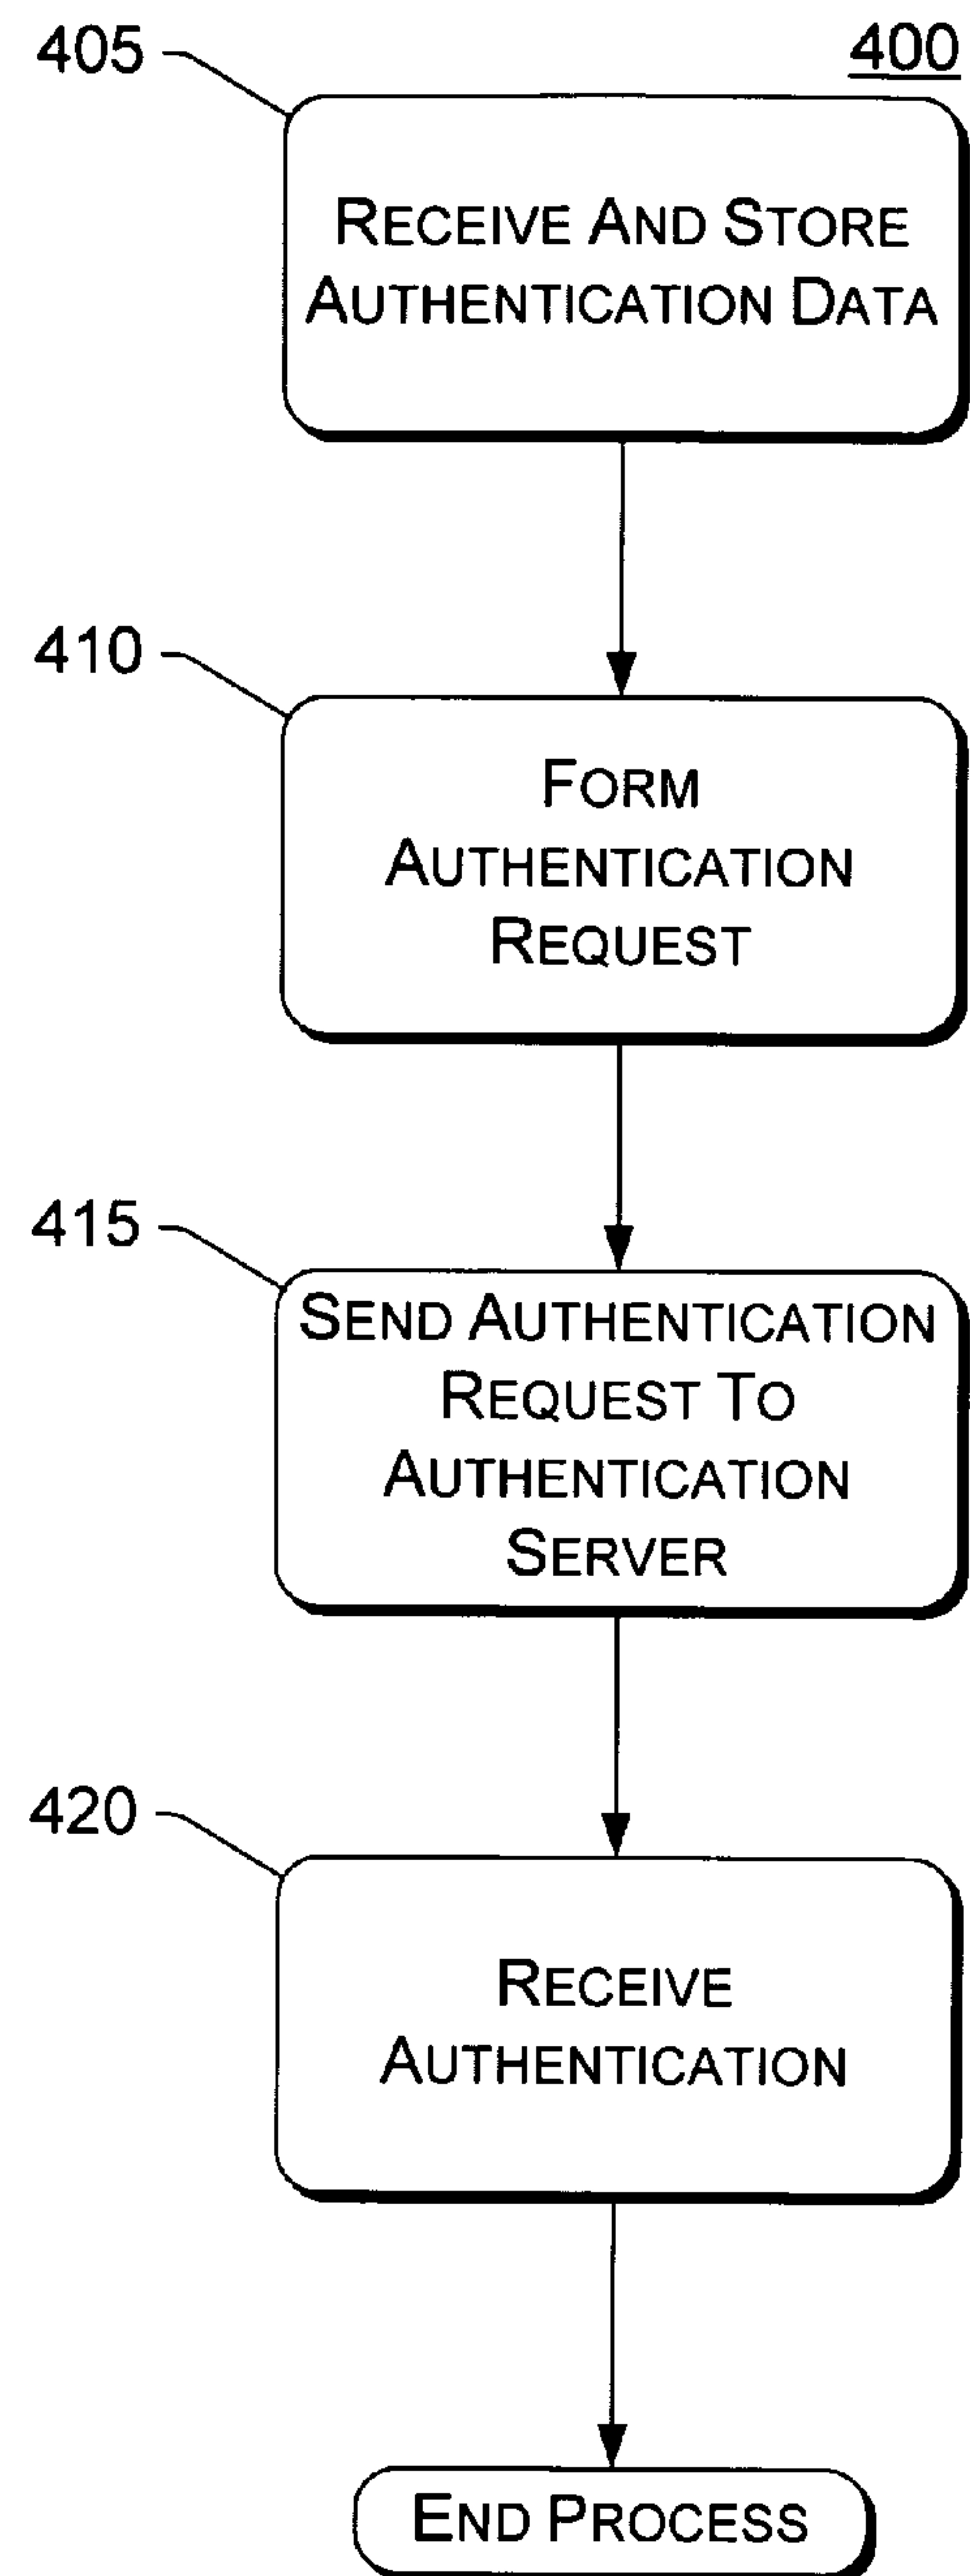 405
400
RECEIVE AND STORE
AUTHENTICATION DATA
410
FORM
AUTHENTICATION
REQUEST
415
SEND AUTHENTICATION
REQUEST TO
AUTHENTICATION
SERVER
420
RECEIVE
AUTHENTICATION
END PROCESS